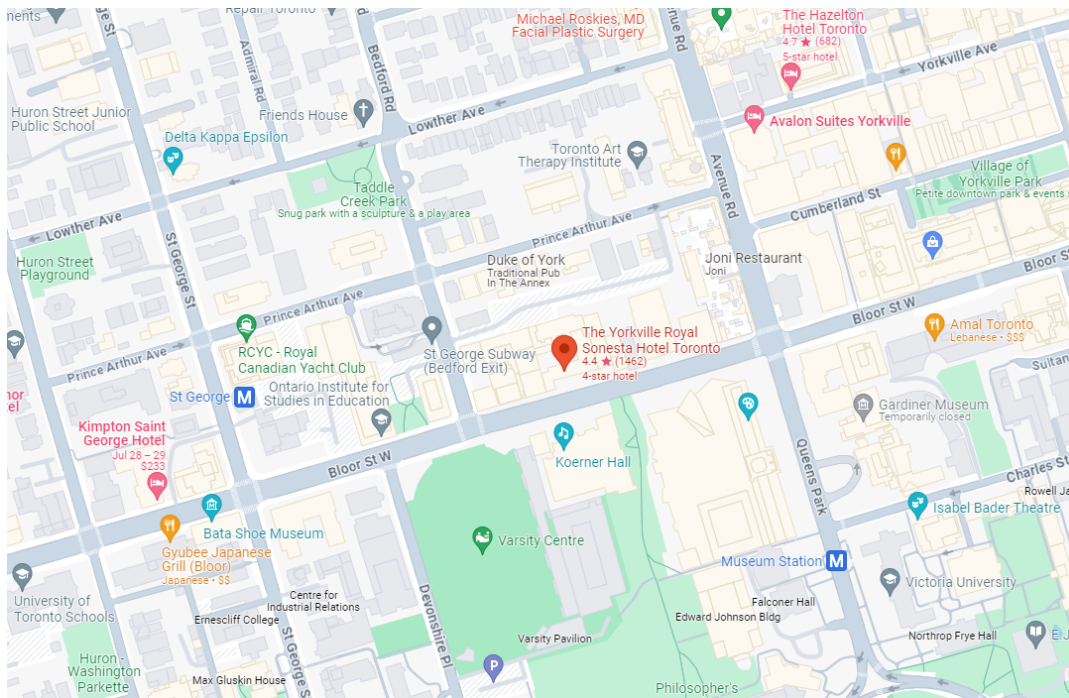 Repair Toronto
Michael Roskies, MD
Facial Plastic Surgery
Avenue Rd
The Hazelton
Hotel Toronto
4.7 ★ (682)
5-star hotel
Yorkville Ave
Admiral Rd
Bedford Rd
Huron Street Junior
Public School
Friends House
Lowther Ave
Avalon Suites Yorkville
Delta Kappa Epsilon
Toronto Art
Therapy Institute
Avenue Rd
Village of
Yorkville Park
Petite downtown park & events
Taddle
Creek Park
Snug park with a sculpture & a play area
Cumberland St
Lowther Ave
Prince Arthur Ave
St George St
Huron Street
Playground
Duke of York
Traditional Pub
In The Annex
Joni Restaurant
Joni
Bloor St
Prince Arthur Ave
Bloor St W
RCYC - Royal
Canadian Yacht Club
St George Subway
(Bedford Exit)
The Yorkville Royal
Sonesta Hotel Toronto
4.4 ★ (1462)
4-star hotel
Amal Toronto
Lebanese • $$$
Prince Arthur Ave
Sultan
St George
M
Ontario Institute for
Studies in Education
Gardiner Museum
Temporarily closed
Kimpton Saint
George Hotel
Jul 28 – 29
$233
Bloor St W
Koerner Hall
Queens Park
Charles St
Rowell Ja
Isabel Bader Theatre
Bata Shoe Museum
Gyubee Japanese
Grill (Bloor)
Japanese • $$
Varsity Centre
Museum Station
M
Victoria University
University of
Toronto Schools
Centre for
Industrial Relations
Ernescliff College
Devonshire Pl
St George St
Falconer Hall
Edward Johnson Bldg
Varsity Pavilion
Northrop Frye Hall
E J
Huron -
Washington
Parkette
Max Gluskin House
P
Philosopher's